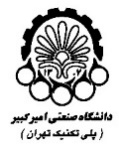 دانشگاه صنعتی امیرکبیر
( پلی تکنیک تهران )